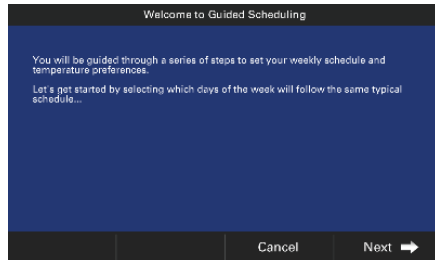 Welcome to Guided Scheduling
You will be guided through a series of steps to set your weekly schedule and
temperature preferences.
Let's get started by selecting which days of the week will follow the same typical
schedule...
Cancel
Next